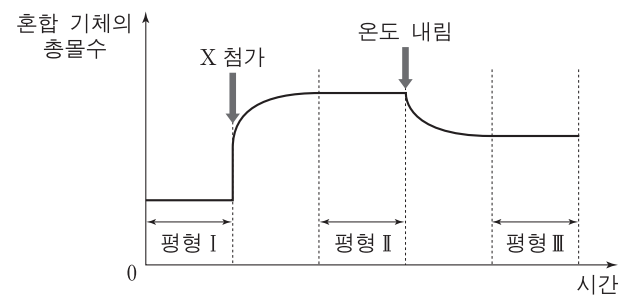 혼합 기체의
총몰수
X 첨가
온도 내림
평형 Ⅰ
평형 Ⅱ
평형 Ⅲ
0
시간